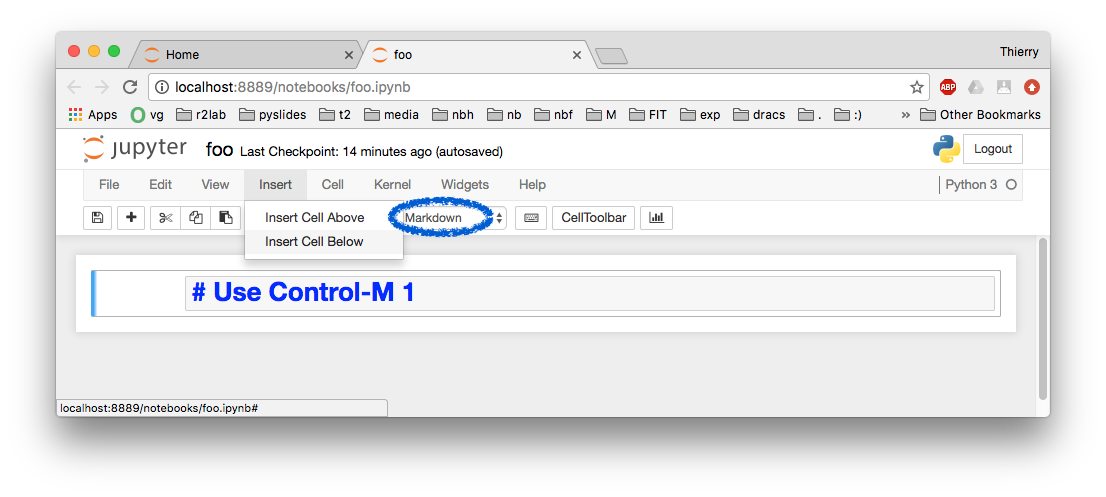 Home foo Thierry
localhost:8889/notebooks/foo.ipynb ABP
Apps vg r2lab pyslides t2 media nbh nb nbf M FIT exp dracs . :) » Other Bookmarks
jupyter foo Last Checkpoint: 14 minutes ago (autosaved) Logout
File Edit View Insert Cell Kernel Widgets Help Python 3
Insert Cell Above Markdown CellToolbar
Insert Cell Below
# Use Control-M 1
localhost:8889/notebooks/foo.ipynb#